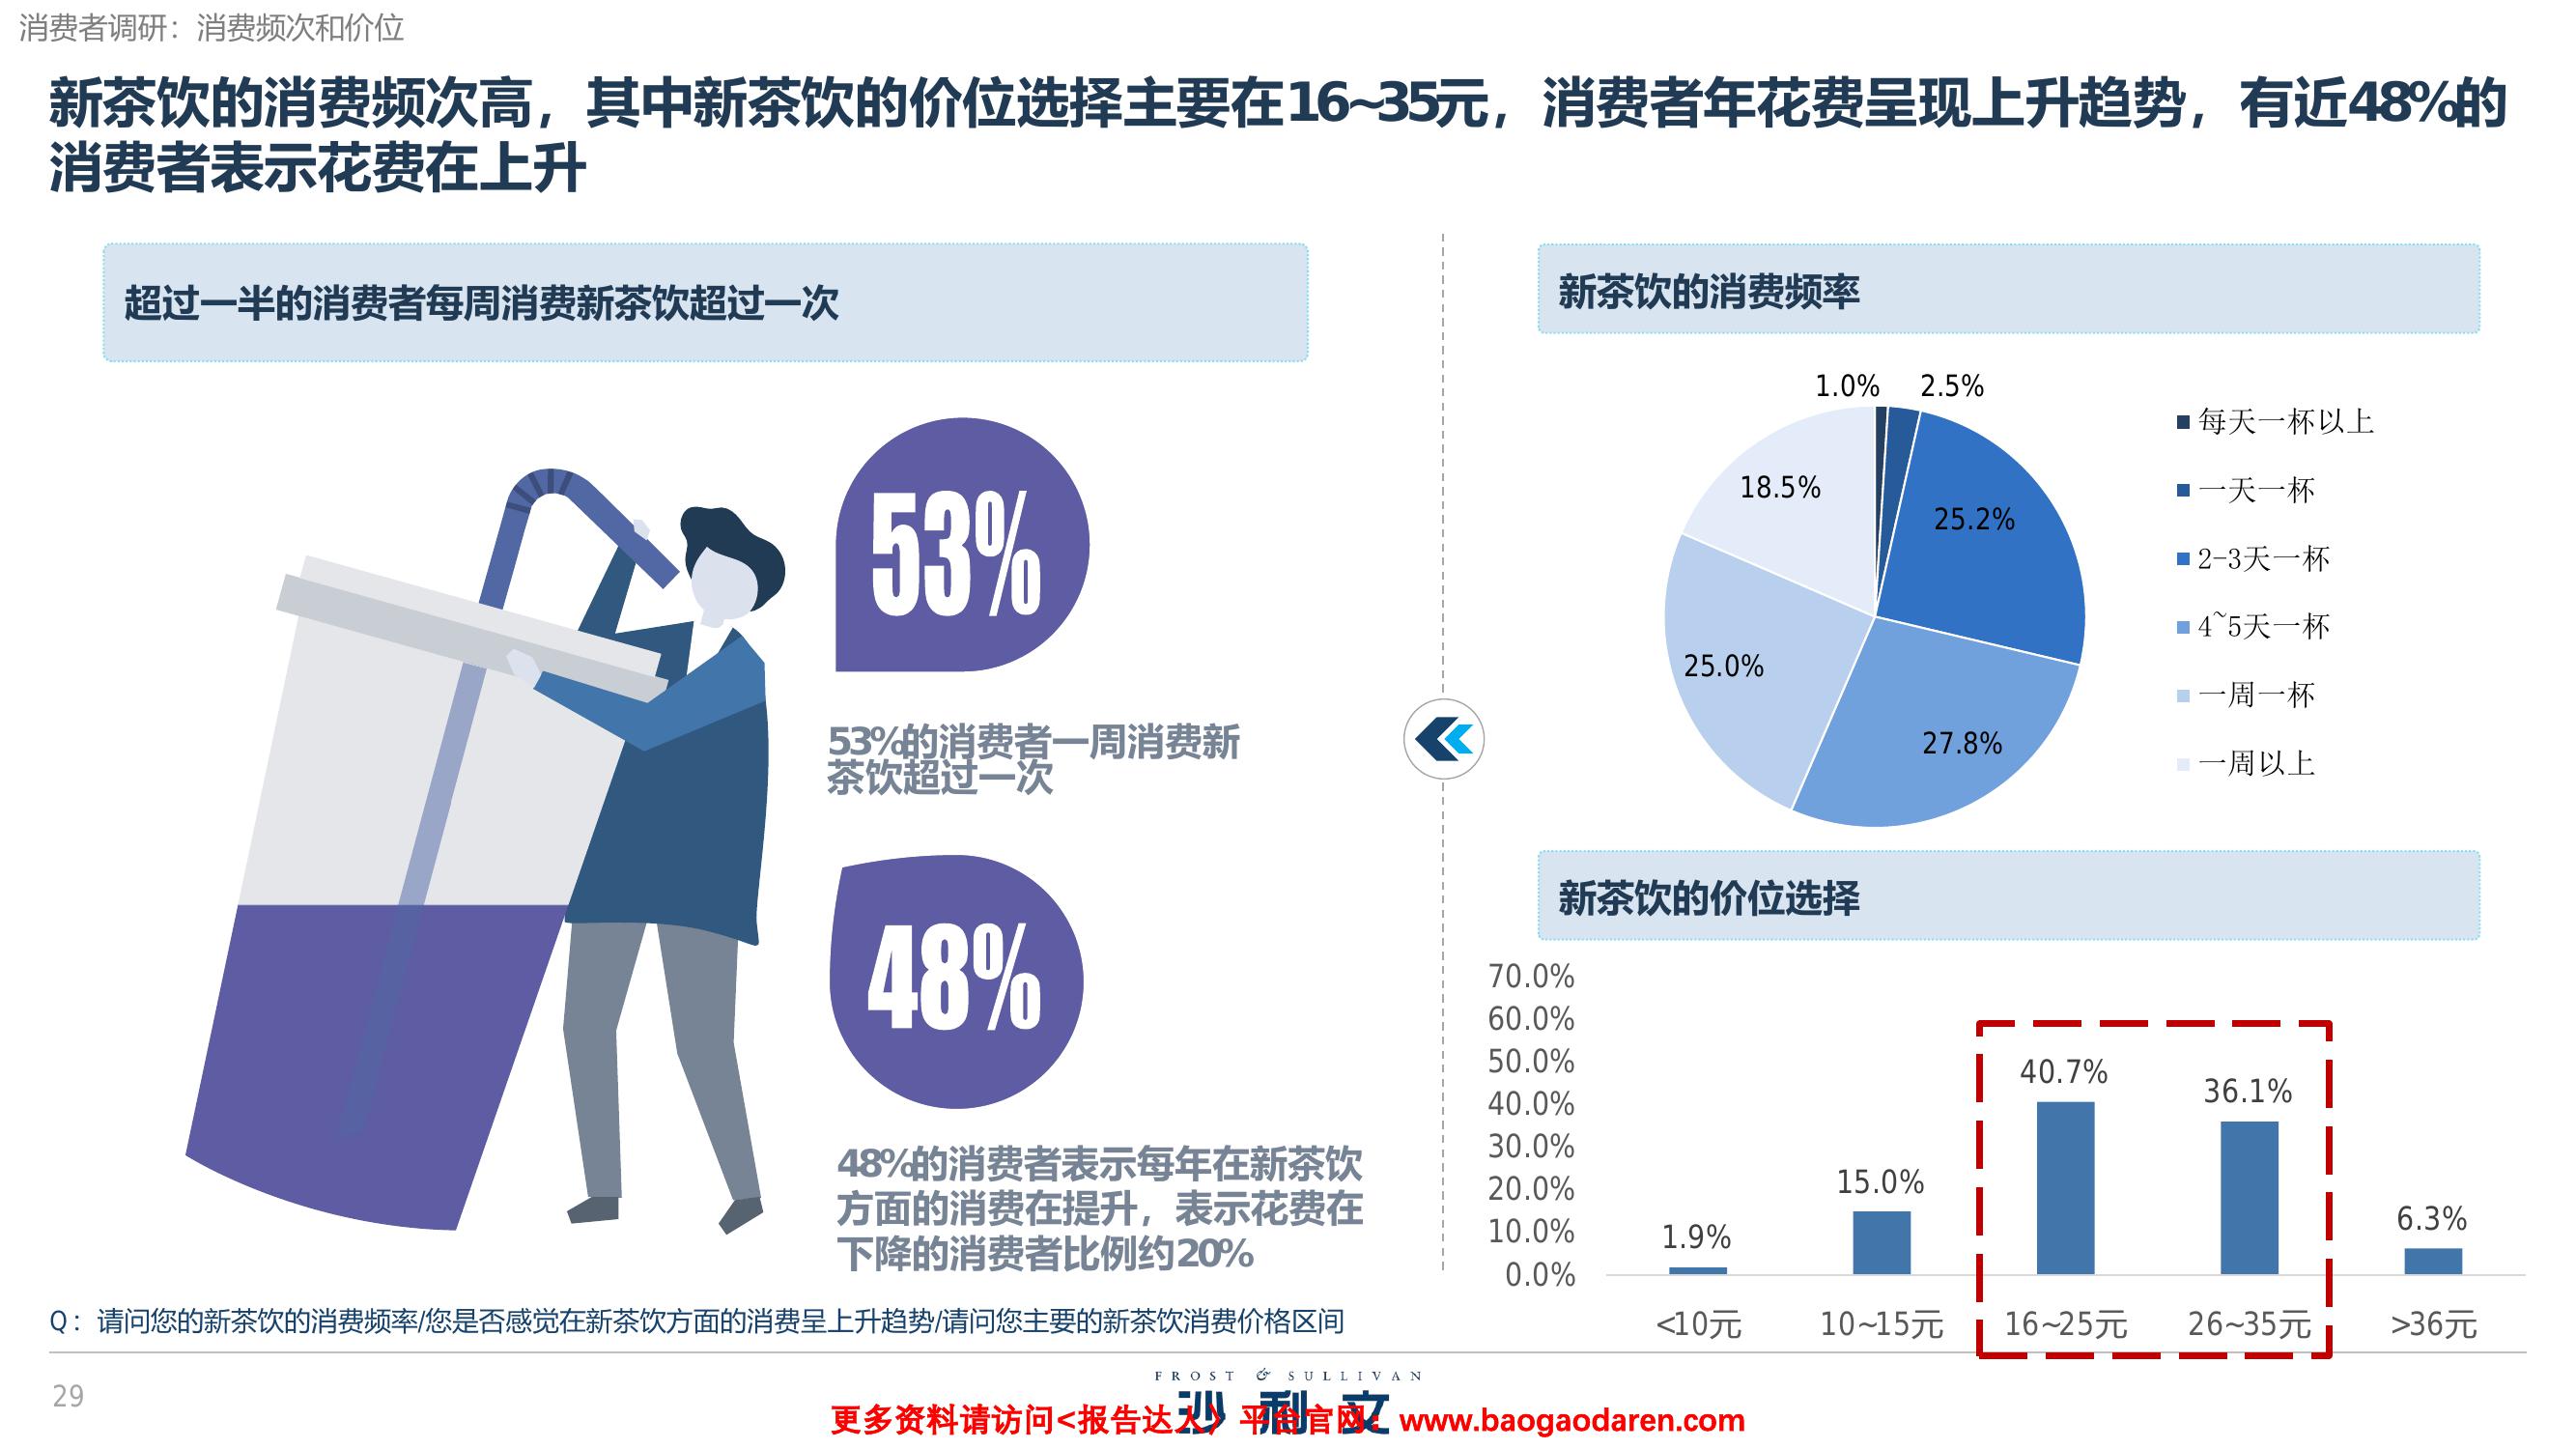 消费者调研：消费频次和价位
新茶饮的消费频次高，其中新茶饮的价位选择主要在16~35元，消费者年花费呈现上升趋势，有近48%的
消费者表示花费在上升
超过一半的消费者每周消费新茶饮超过一次
53%
53%的消费者一周消费新
茶饮超过一次
48%
48%的消费者表示每年在新茶饮
方面的消费在提升，表示花费在
下降的消费者比例约20%
新茶饮的消费频率
1.0%
2.5%
25.2%
27.8%
25.0%
18.5%
每天一杯以上
一天一杯
2-3天一杯
4~5天一杯
一周一杯
一周以上
新茶饮的价位选择
70.0%
60.0%
50.0%
40.0%
30.0%
20.0%
10.0%
0.0%
1.9%
15.0%
40.7%
36.1%
6.3%
<10元
10~15元
16~25元
26~35元
>36元
Q：请问您的新茶饮的消费频率/您是否感觉在新茶饮方面的消费呈上升趋势/请问您主要的新茶饮消费价格区间
29
FROST & SULLIVAN
沙利文
更多资料请访问<报告达人>平台官网：www.baogaodaren.com